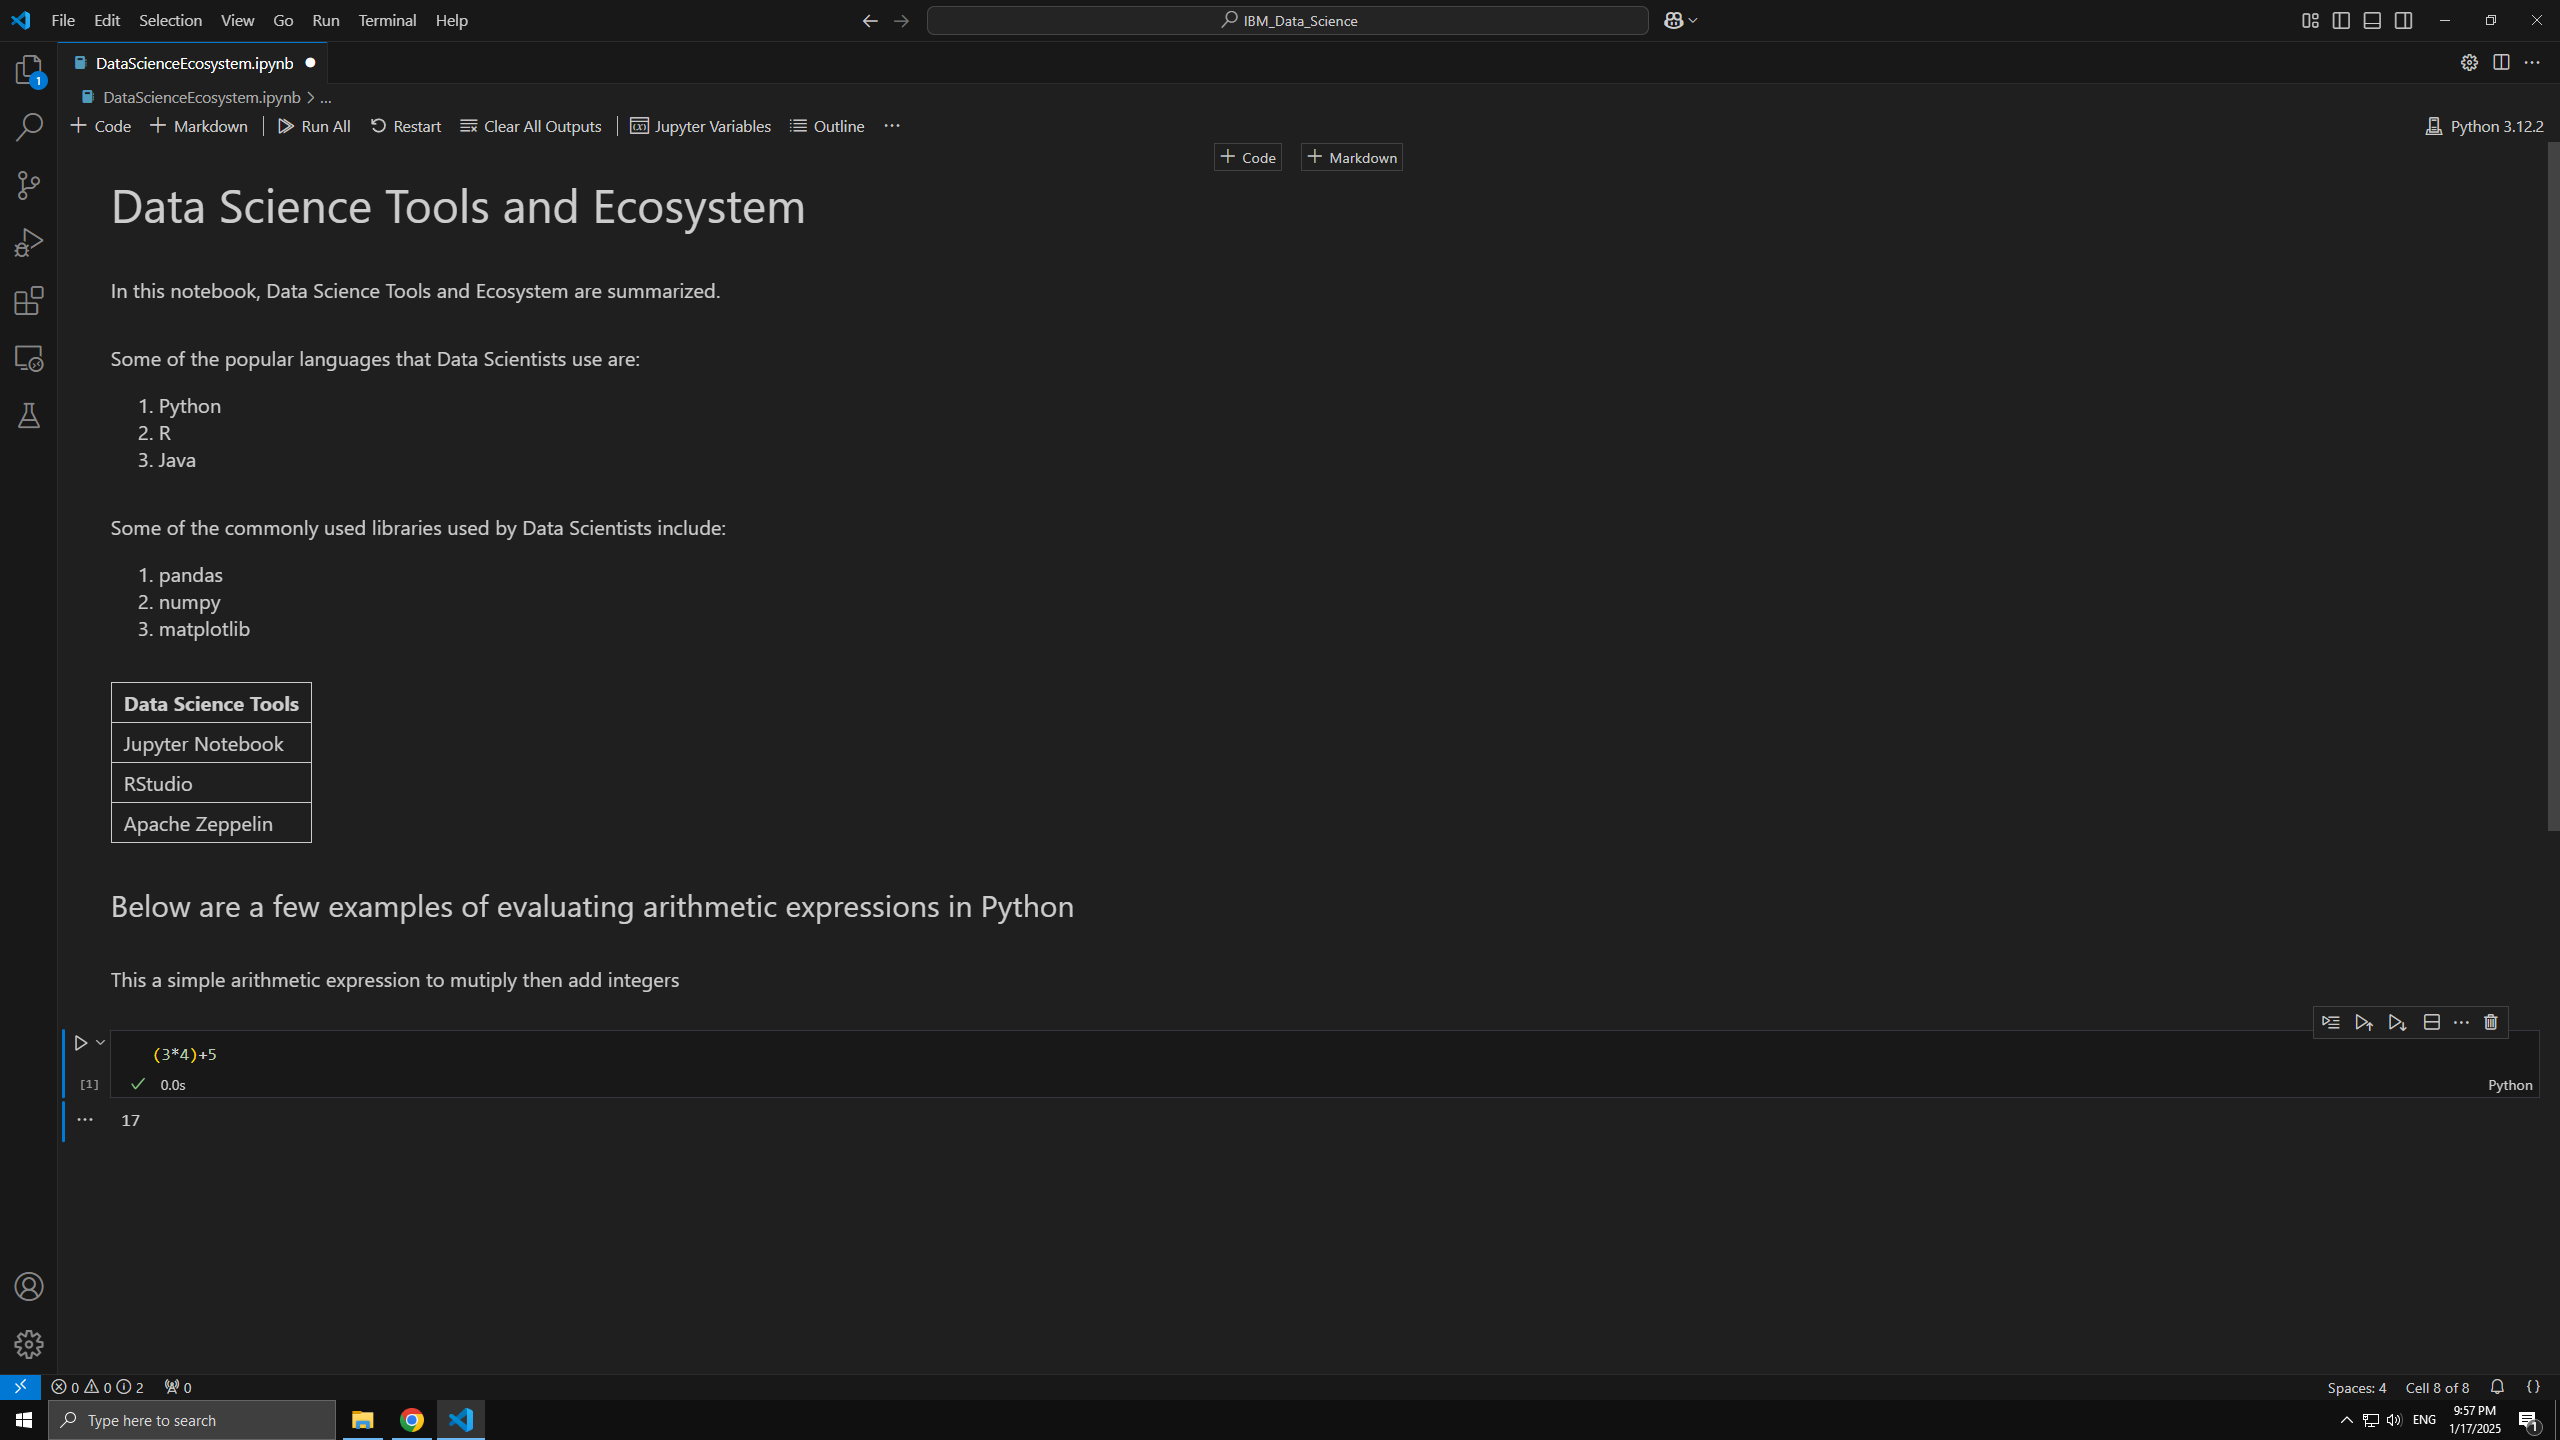 File Edit Selection View Go Run Terminal Help
IBM_Data_Science
1
DataScienceEcosystem.ipynb
DataScienceEcosystem.ipynb > ...
Code Markdown Run All Restart Clear All Outputs Jupyter Variables Outline ... Python 3.12.2
Code Markdown
Data Science Tools and Ecosystem
In this notebook, Data Science Tools and Ecosystem are summarized.
Some of the popular languages that Data Scientists use are:
1. Python
2. R
3. Java
Some of the commonly used libraries used by Data Scientists include:
1. pandas
2. numpy
3. matplotlib
Data Science Tools
Jupyter Notebook
RStudio
Apache Zeppelin
Below are a few examples of evaluating arithmetic expressions in Python
This a simple arithmetic expression to mutiply then add integers
(3*4)+5
[1] 0.0s Python
... 17
0 0 2 0 Spaces: 4 Cell 8 of 8 {}
Type here to search
ENG
9:57 PM
1/17/2025
1